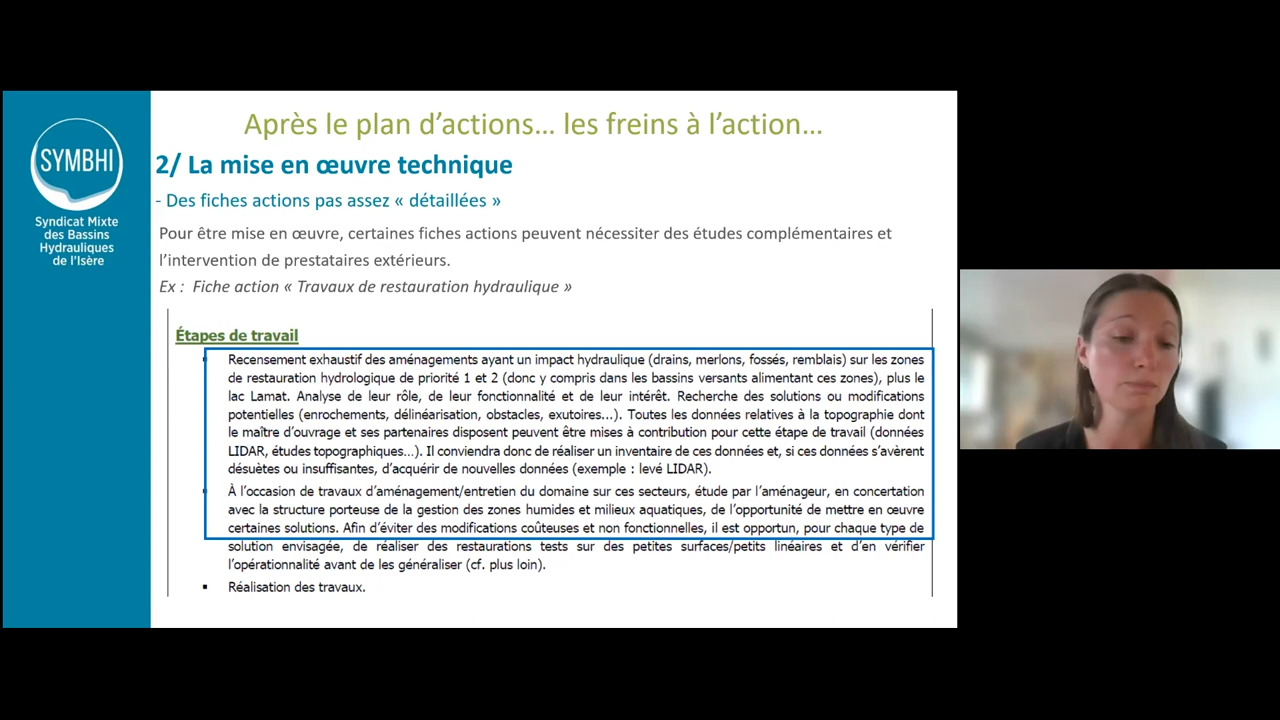 Après le plan d’actions… les freins à l’action…
SYMBHI
Syndicat Mixte
des Bassins
Hydrauliques
de l’Isère
2/ La mise en œuvre technique
- Des fiches actions pas assez « détaillées »
Pour être mise en œuvre, certaines fiches actions peuvent nécessiter des études complémentaires et
l’intervention de prestataires extérieurs.
Ex : Fiche action « Travaux de restauration hydraulique »
Étapes de travail
Recensement exhaustif des aménagements ayant un impact hydraulique (drains, merlons, fossés, remblais) sur les zones
de restauration hydrologique de priorité 1 et 2 (donc y compris dans les bassins versants alimentant ces zones), plus le
lac Lamat. Analyse de leur rôle, de leur fonctionnalité et de leur intérêt. Recherche des solutions ou modifications
potentielles (enrochements, délinéarisation, obstacles, exutoires...). Toutes les données relatives à la topographie dont
le maître d’ouvrage et ses partenaires disposent peuvent être mises à contribution pour cette étape de travail (données
LIDAR, études topographiques…). Il conviendra donc de réaliser un inventaire de ces données et, si ces données s’avèrent
désuètes ou insuffisantes, d’acquérir de nouvelles données (exemple : levé LIDAR).
À l’occasion de travaux d’aménagement/entretien du domaine sur ces secteurs, étude par l’aménageur, en concertation
avec la structure porteuse de la gestion des zones humides et milieux aquatiques, de l’opportunité de mettre en œuvre
certaines solutions. Afin d’éviter des modifications coûteuses et non fonctionnelles, il est opportun, pour chaque type de
solution envisagée, de réaliser des restaurations tests sur des petites surfaces/petits linéaires et d’en vérifier
l’opérationnalité avant de les généraliser (cf. plus loin).
▪ Réalisation des travaux.